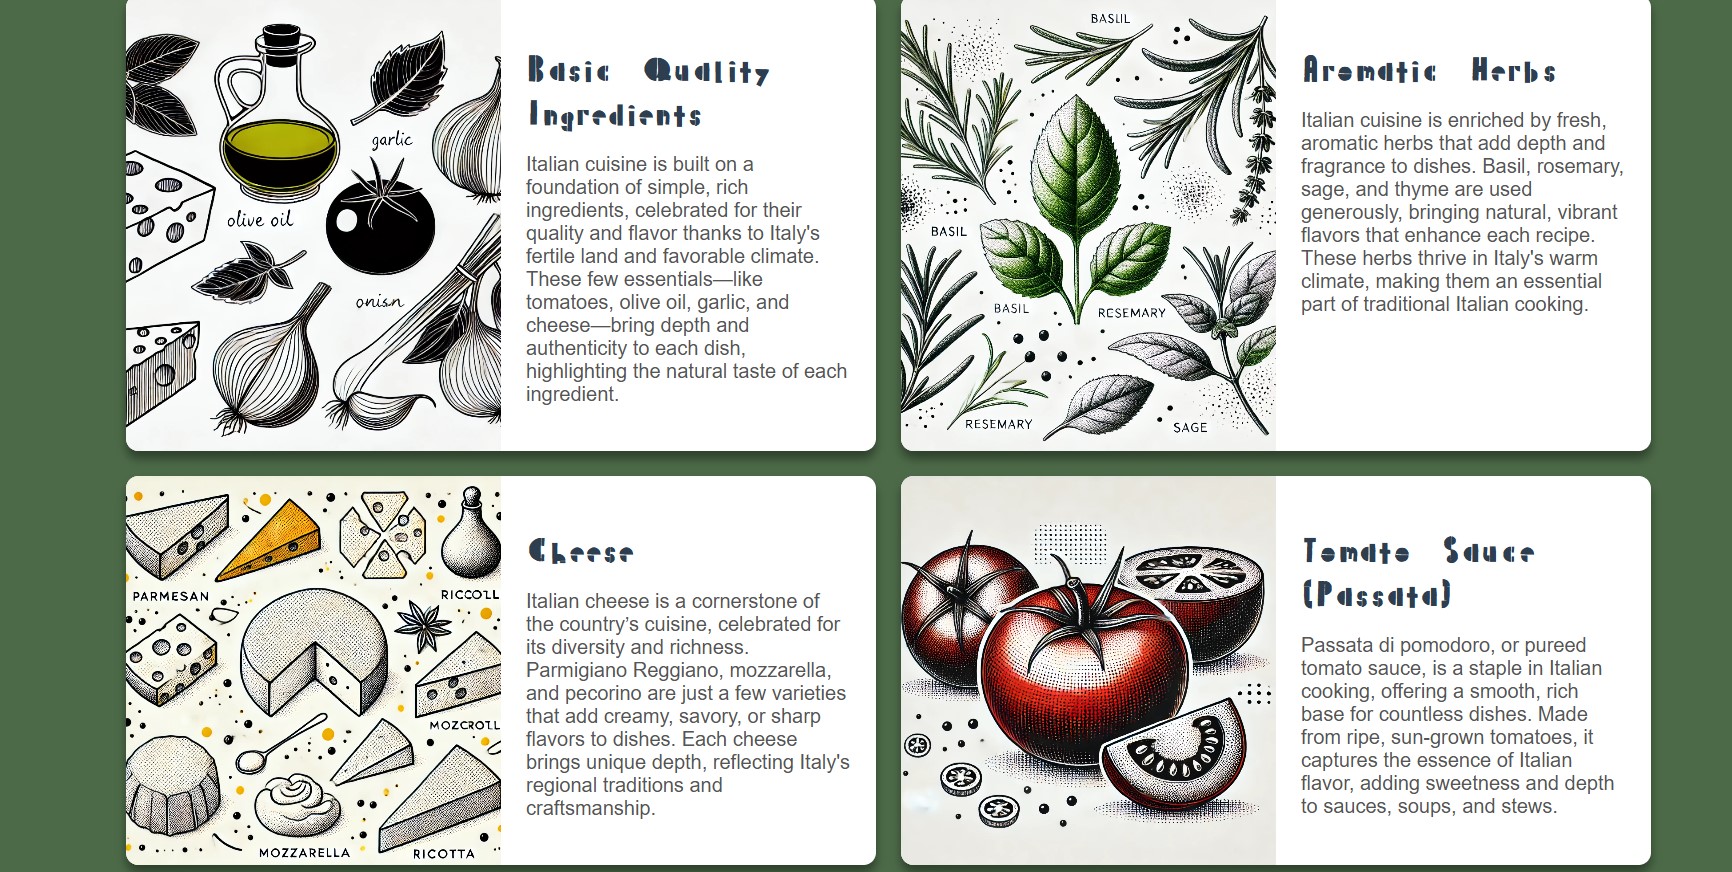 garlic
olive oil
onisn
Basic Quality
Ingredients
Italian cuisine is built on a
foundation of simple, rich
ingredients, celebrated for their
quality and flavor thanks to Italy's
fertile land and favorable climate.
These few essentials—like
tomatoes, olive oil, garlic, and
cheese—bring depth and
authenticity to each dish,
highlighting the natural taste of each
ingredient.
BASLIL
BASIL
BASIL
RESEMARY
RESEMARY
SAGE
Aromatic Herbs
Italian cuisine is enriched by fresh,
aromatic herbs that add depth and
fragrance to dishes. Basil, rosemary,
sage, and thyme are used
generously, bringing natural, vibrant
flavors that enhance each recipe.
These herbs thrive in Italy's warm
climate, making them an essential
part of traditional Italian cooking.
PARMESAN
RICCOLL
MOZCROLL
MOZZARELLA
RICOTTA
Cheese
Italian cheese is a cornerstone of
the country’s cuisine, celebrated for
its diversity and richness.
Parmigiano Reggiano, mozzarella,
and pecorino are just a few varieties
that add creamy, savory, or sharp
flavors to dishes. Each cheese
brings unique depth, reflecting Italy's
regional traditions and
craftsmanship.
Tomato Sauce
(Passata)
Passata di pomodoro, or pureed
tomato sauce, is a staple in Italian
cooking, offering a smooth, rich
base for countless dishes. Made
from ripe, sun-grown tomatoes, it
captures the essence of Italian
flavor, adding sweetness and depth
to sauces, soups, and stews.